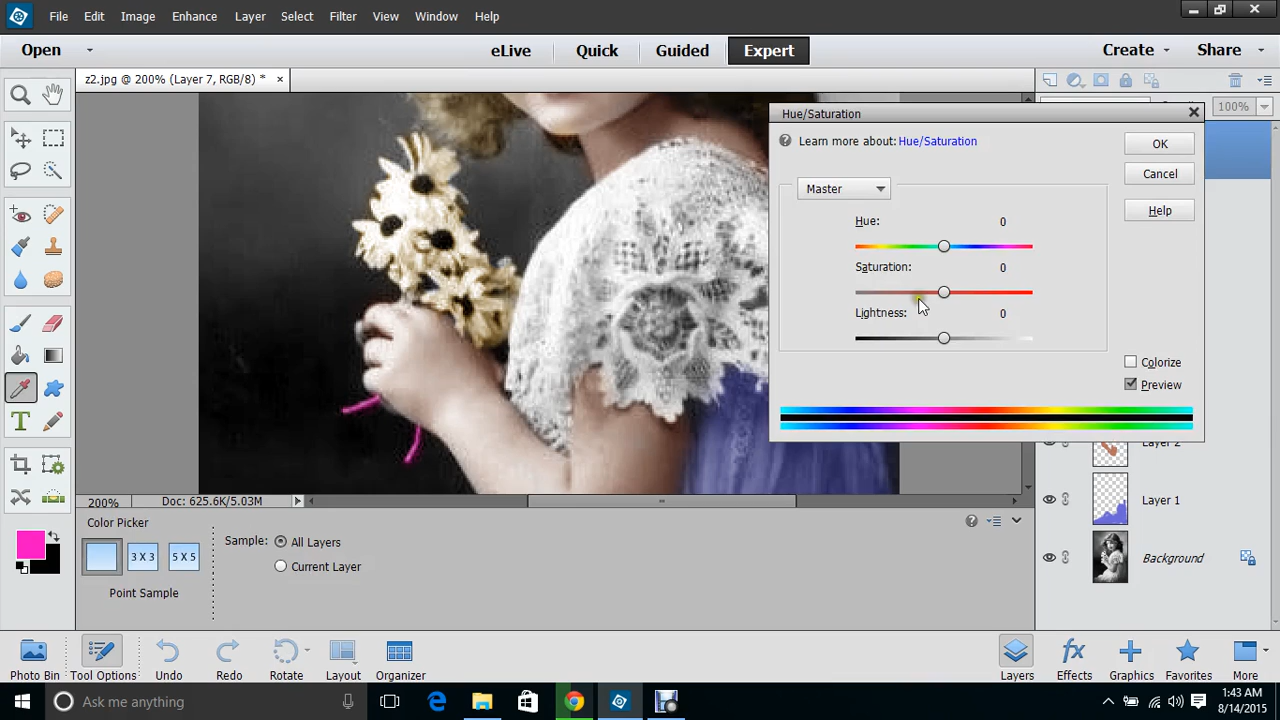 File Edit Image Enhance Layer Select Filter View Window Help
Open eLive Quick Guided Expert Create Share
z2.jpg @ 200% (Layer 7, RGB/8) * ×
100%
Hue/Saturation
Learn more about: Hue/Saturation
OK
Cancel
Help
Master
Hue: 0
Saturation: 0
Lightness: 0
Colorize
Preview
Layer 2
Layer 1
Background
200% Doc: 625.6K/5.03M
Color Picker
Sample: All Layers
Current Layer
3 X 3 5 X 5
Point Sample
Photo Bin Tool Options Undo Redo Rotate Layout Organizer Layers Effects Graphics Favorites More
Ask me anything
1:43 AM
8/14/2015